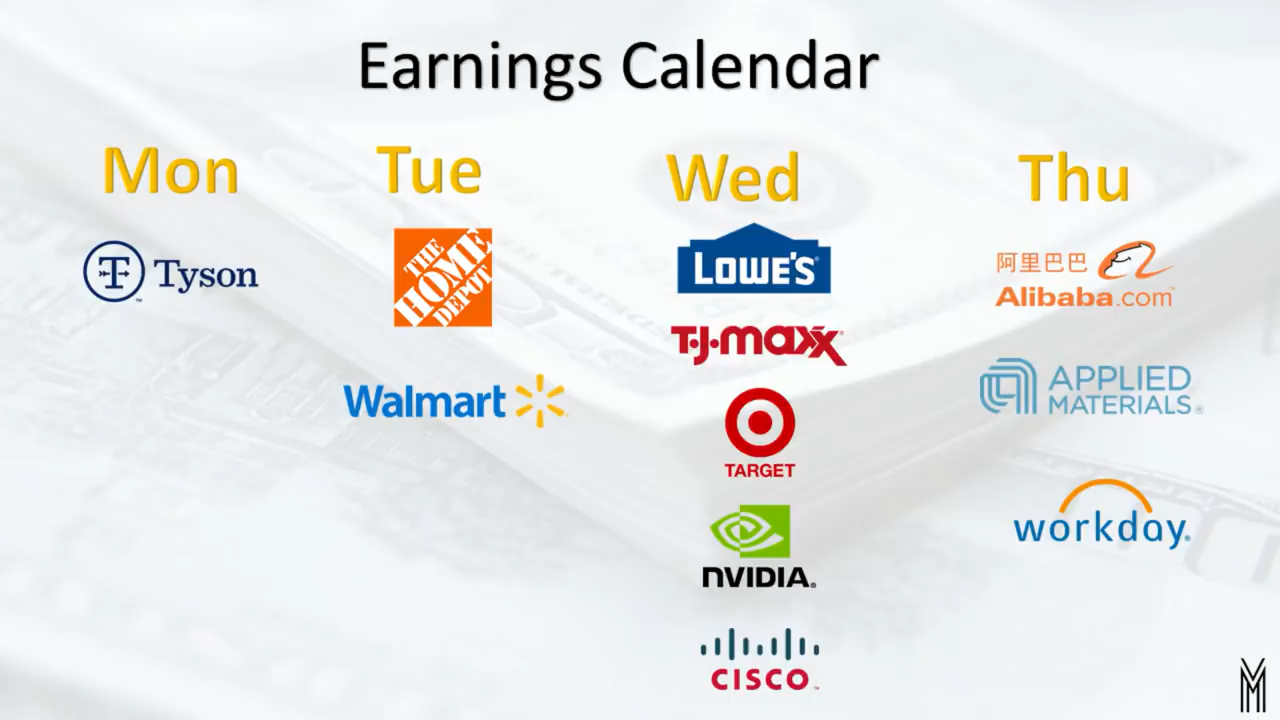 Earnings Calendar
Mon
Tyson
Tue
THE
HOME
DEPOT
Walmart
Wed
LOWE'S
T•J•maxx
TARGET
NVIDIA
CISCO
Thu
阿里巴巴
Alibaba.com
APPLIED
MATERIALS
workday